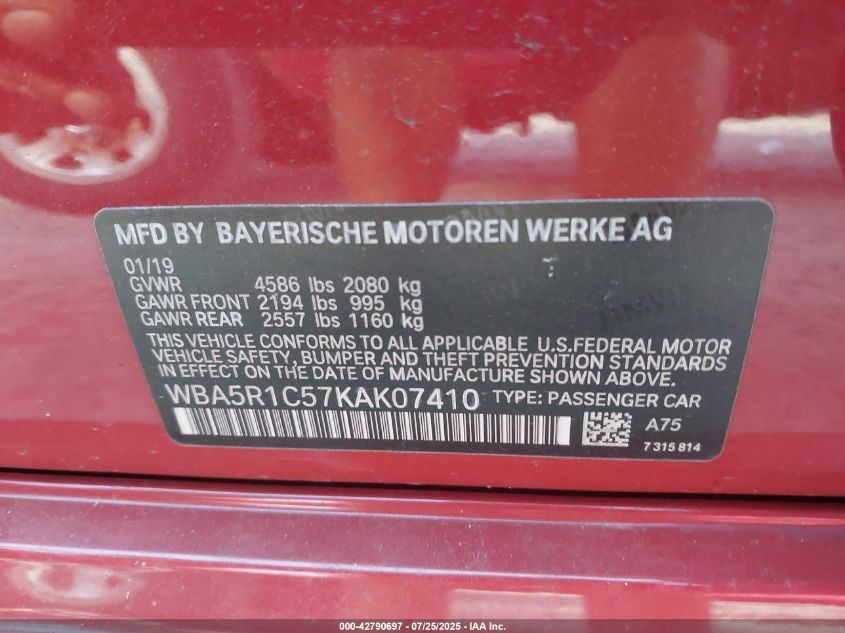 MFD BY BAYERISCHE MOTOREN WERKE AG
01/19
GVWR 4586 lbs 2080 kg
GAWR FRONT 2194 lbs 995 kg
GAWR REAR 2557 lbs 1160 kg
THIS VEHICLE CONFORMS TO ALL APPLICABLE U.S.FEDERAL MOTOR
VEHICLE SAFETY, BUMPER AND THEFT PREVENTION STANDARDS
IN EFFECT ON THE DATE OF MANUFACTURE SHOWN ABOVE.
WBA5R1C57KAK07410 TYPE: PASSENGER CAR
A75
7 315 814
000-42790697 - 07/25/2025 - IAA Inc.